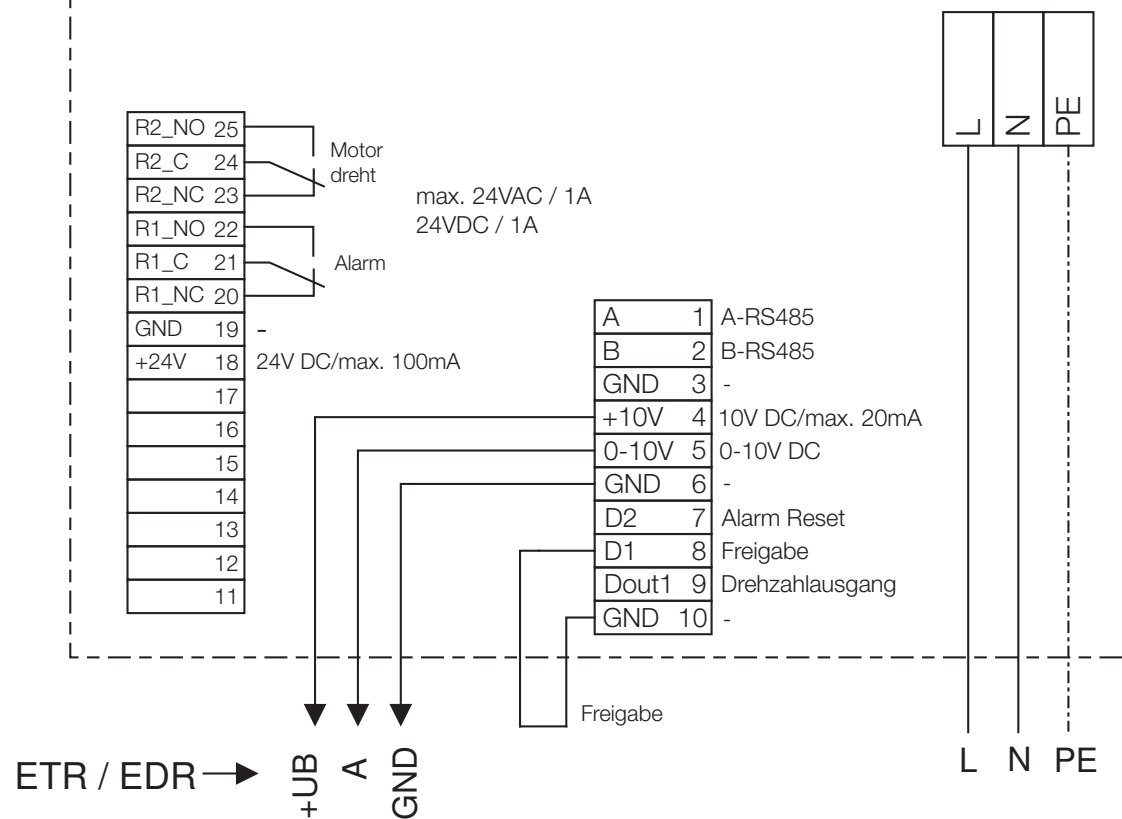 L
N
PE
R2_NO 25
R2_C 24
R2_NC 23
R1_NO 22
R1_C 21
R1_NC 20
GND 19 -
+24V 18 24V DC/max. 100mA
17
16
15
14
13
12
11
Motor
dreht
max. 24VAC / 1A
24VDC / 1A
Alarm
A 1 A-RS485
B 2 B-RS485
GND 3 -
+10V 4 10V DC/max. 20mA
0-10V 5 0-10V DC
GND 6 -
D2 7 Alarm Reset
D1 8 Freigabe
Dout1 9 Drehzahlausgang
GND 10 -
Freigabe
ETR / EDR
+UB
A
GND
L N PE